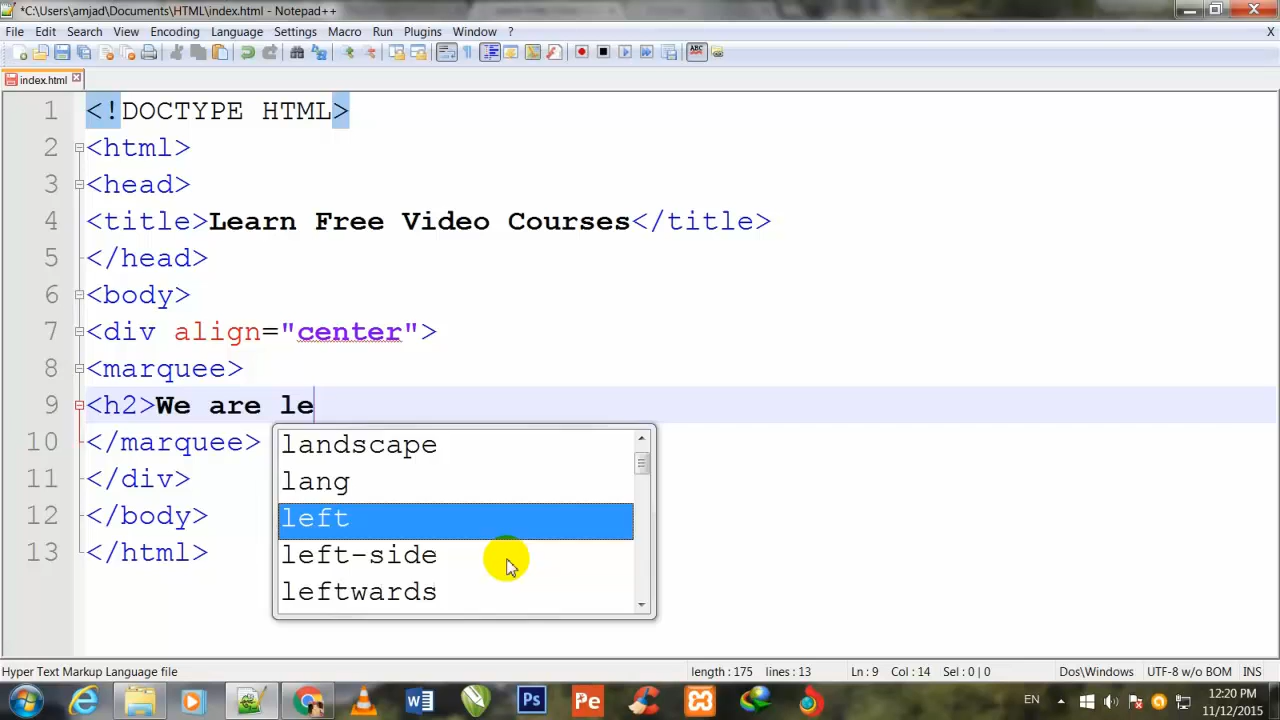 *C:\Users\amjad\Documents\HTML\index.html - Notepad++
File Edit Search View Encoding Language Settings Macro Run Plugins Window ? X
index.html
1 <!DOCTYPE HTML>
2 <html>
3 <head>
4 <title>Learn Free Video Courses</title>
5 </head>
6 <body>
7 <div align="center">
8 <marquee>
9 <h2>We are le
10 </marquee>
11 </div>
12 </body>
13 </html>
landscape
lang
left
left-side
leftwards
Hyper Text Markup Language file length : 175 lines : 13 Ln : 9 Col : 14 Sel : 0 | 0 Dos\Windows UTF-8 w/o BOM INS
Ps Pe EN 12:20 PM
11/12/2015